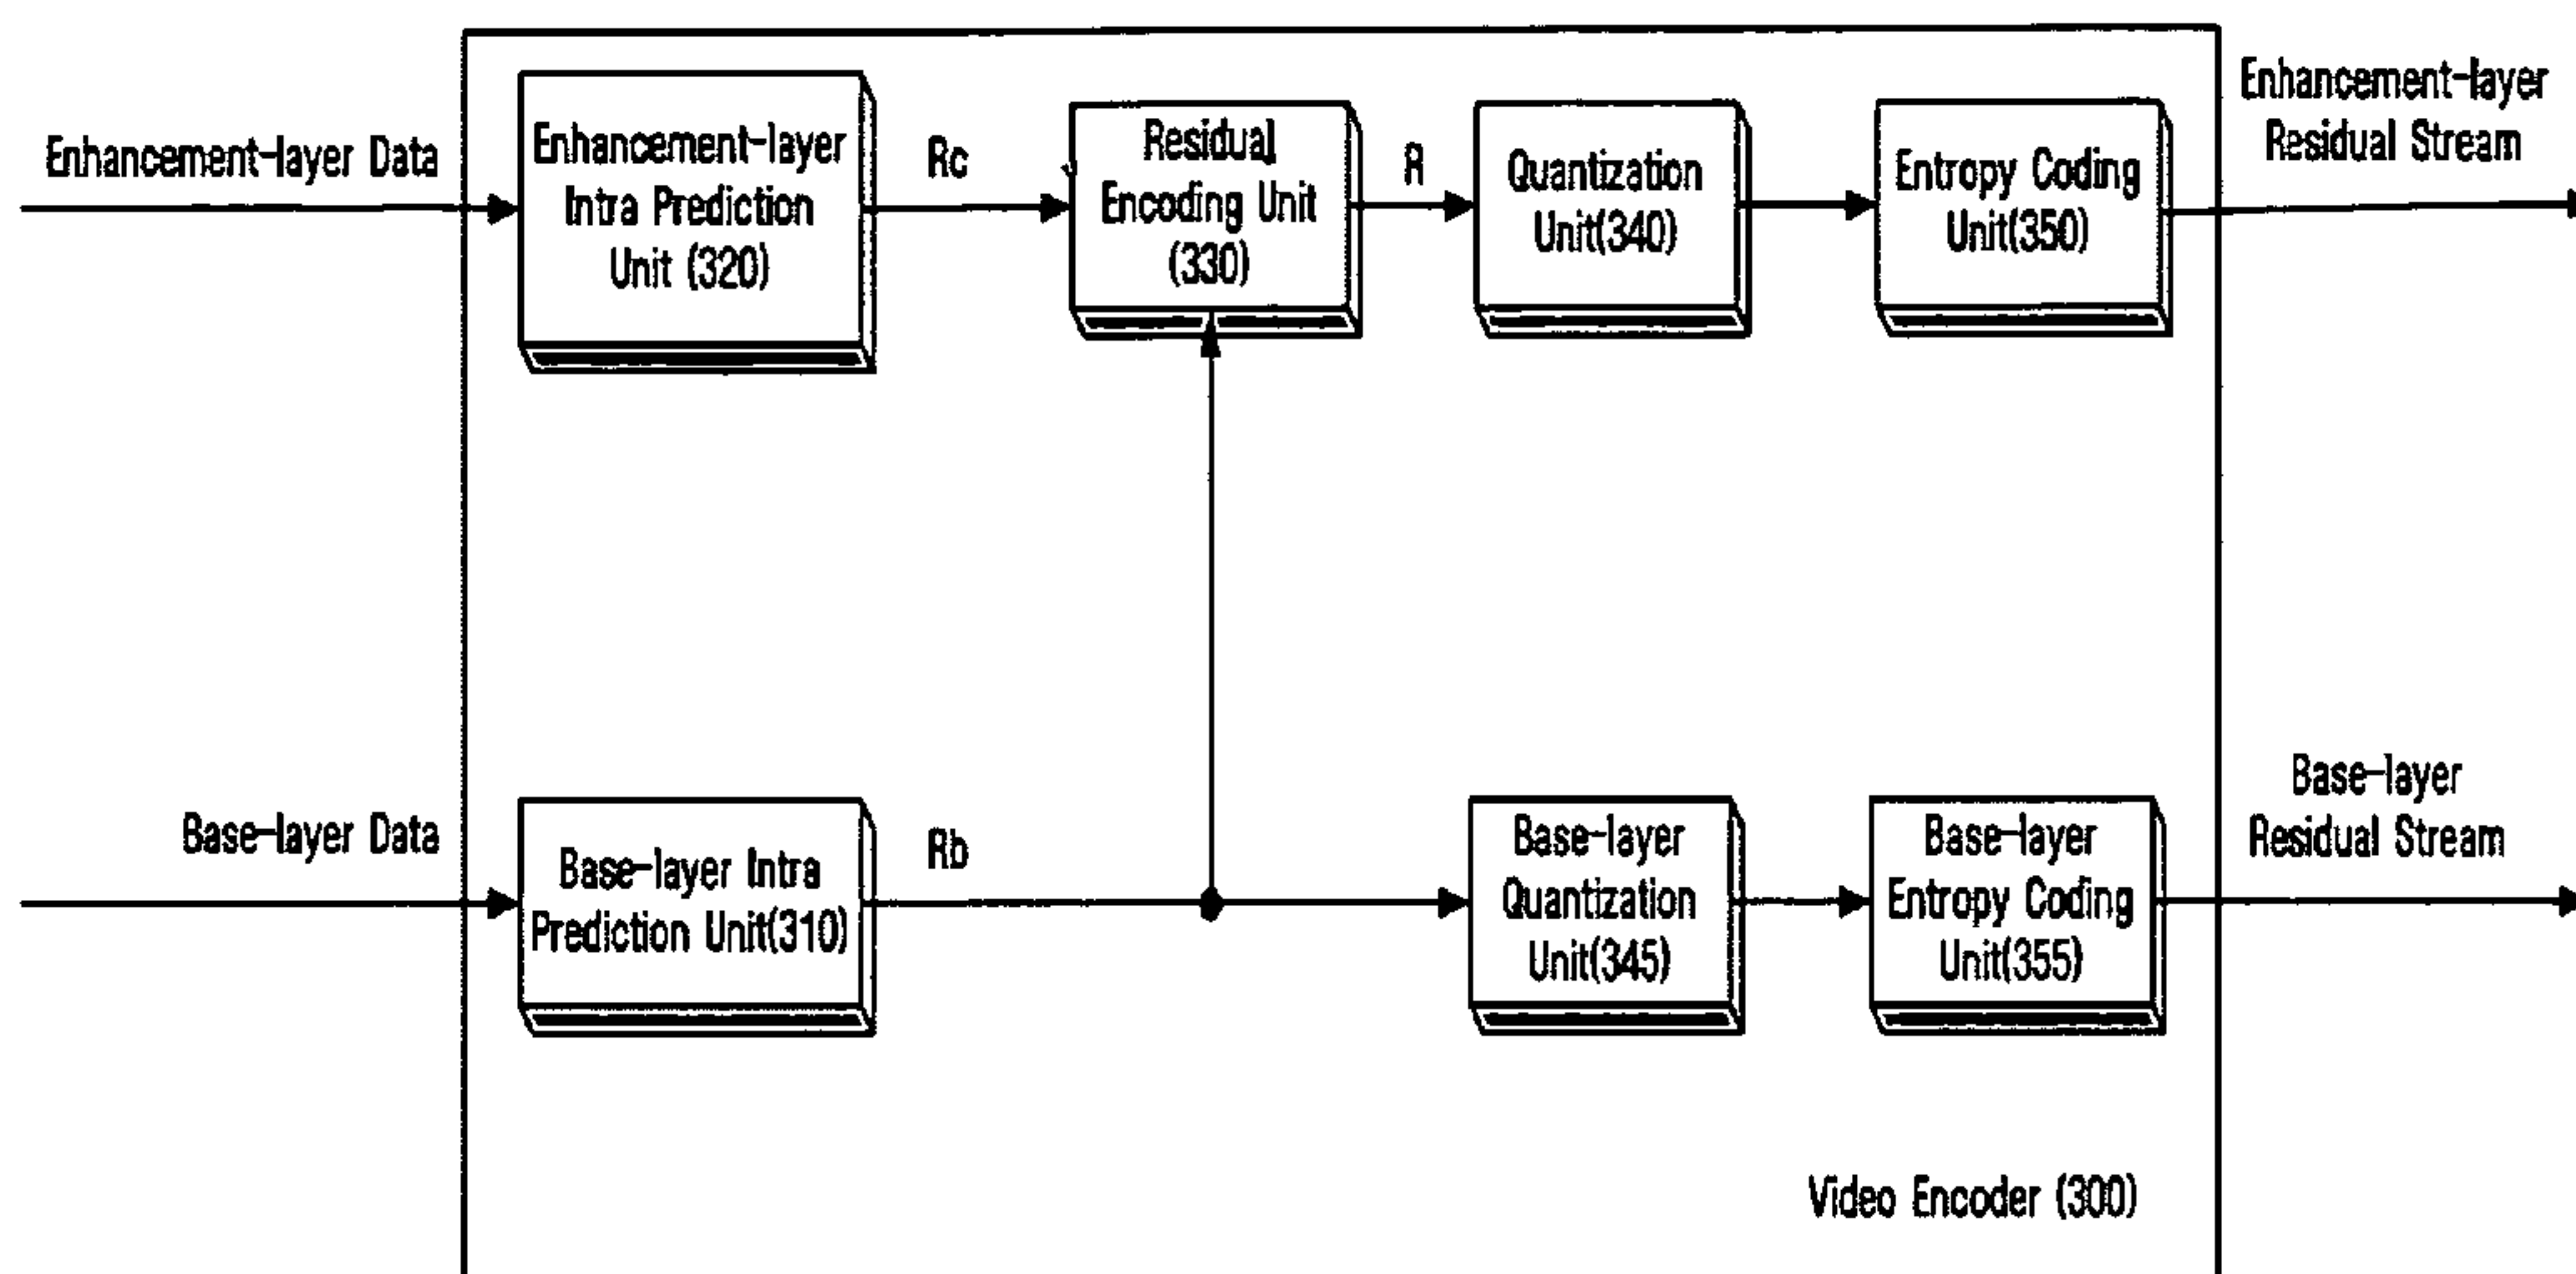 Enhancement-layer Data
Enhancement-layer
Intra Prediction
Unit (320)
Rc
Residual
Encoding Unit
(330)
R
Quantization
Unit(340)
Entropy Coding
Unit(350)
Enhancement-layer
Residual Stream
Base-layer Data
Base-layer Intra
Prediction Unit(310)
Rb
Base-layer
Quantization
Unit(345)
Base-layer
Entropy Coding
Unit(355)
Base-layer
Residual Stream
Video Encoder (300)